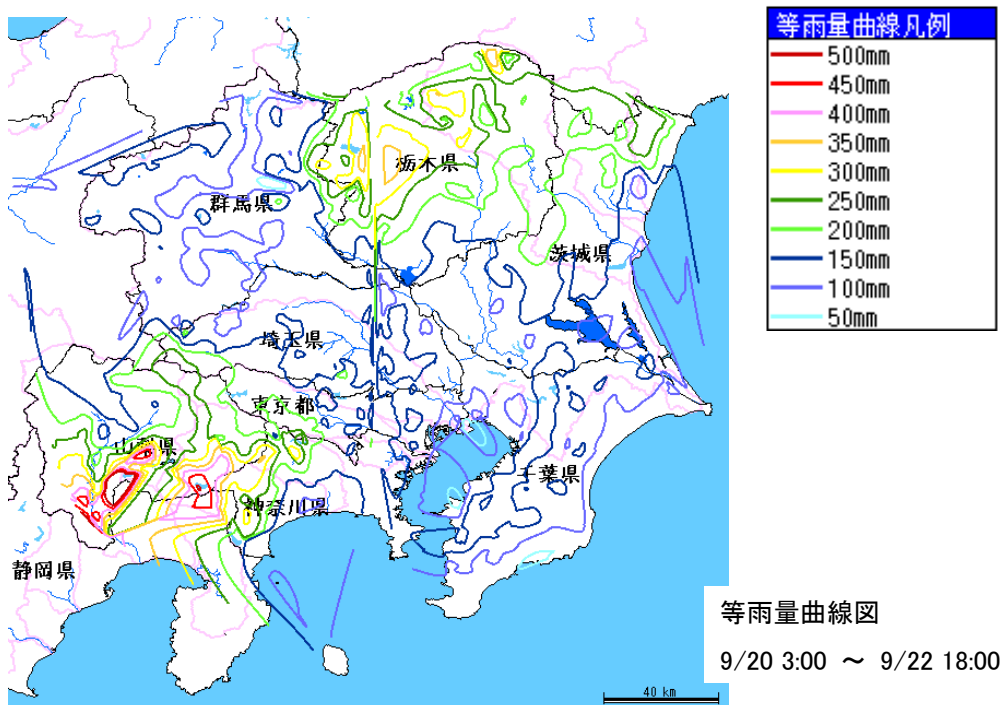 等雨量曲線凡例
500mm
450mm
400mm
350mm
300mm
250mm
200mm
150mm
100mm
50mm
栃木県
群馬県
茨城県
埼玉県
東京都
山梨県
千葉県
神奈川県
静岡県
等雨量曲線図
9/20 3:00 ～ 9/22 18:00
40 km